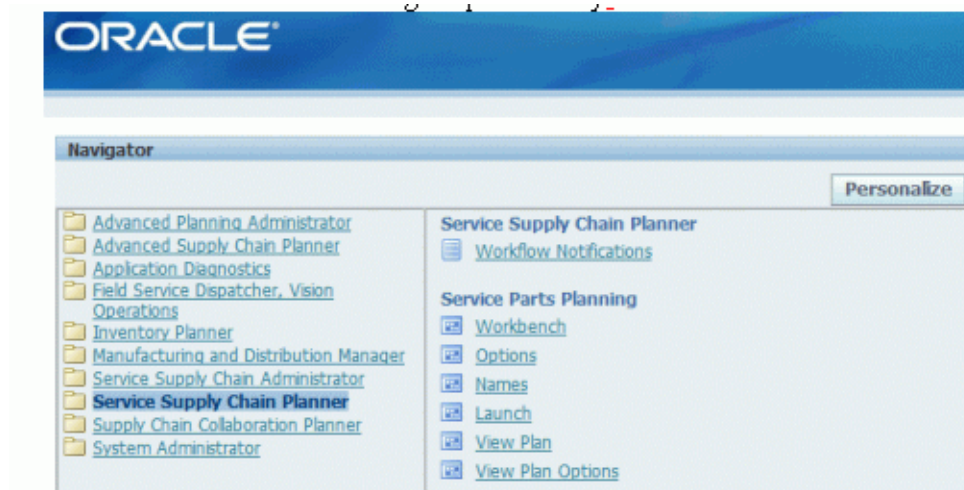 ORACLE
Navigator
Personalize
Advanced Planning Administrator
Advanced Supply Chain Planner
Application Diagnostics
Field Service Dispatcher, Vision
Operations
Inventory Planner
Manufacturing and Distribution Manager
Service Supply Chain Administrator
Service Supply Chain Planner
Supply Chain Collaboration Planner
System Administrator
Service Supply Chain Planner
Workflow Notifications
Service Parts Planning
Workbench
Options
Names
Launch
View Plan
View Plan Options